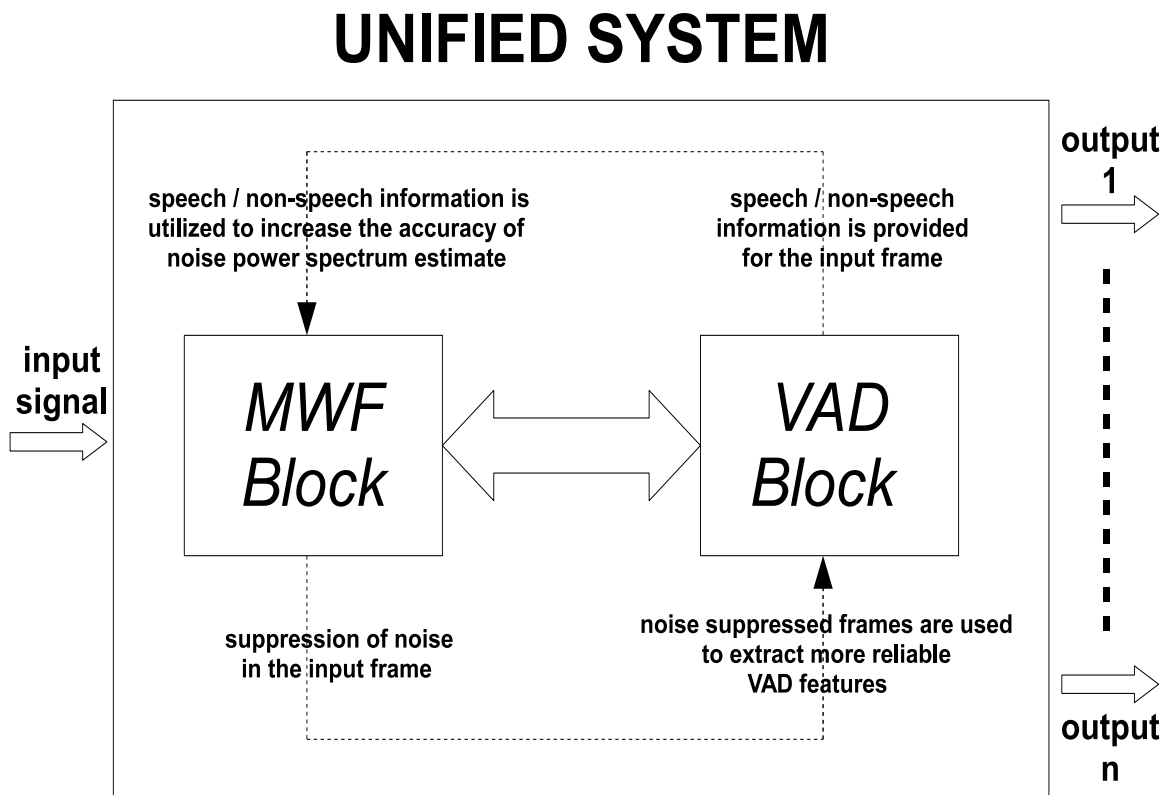 UNIFIED SYSTEM
output
1
speech / non-speech information is
utilized to increase the accuracy of
noise power spectrum estimate
speech / non-speech
information is provided
for the input frame
input
signal
MWF
Block
VAD
Block
suppression of noise
in the input frame
noise suppressed frames are used
to extract more reliable
VAD features
output
n